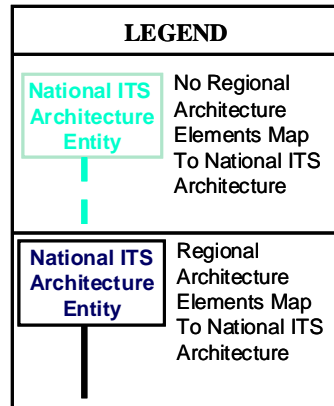 LEGEND
National ITS
Architecture
Entity
No Regional
Architecture
Elements Map
To National ITS
Architecture
National ITS
Architecture
Entity
Regional
Architecture
Elements Map
To National ITS
Architecture